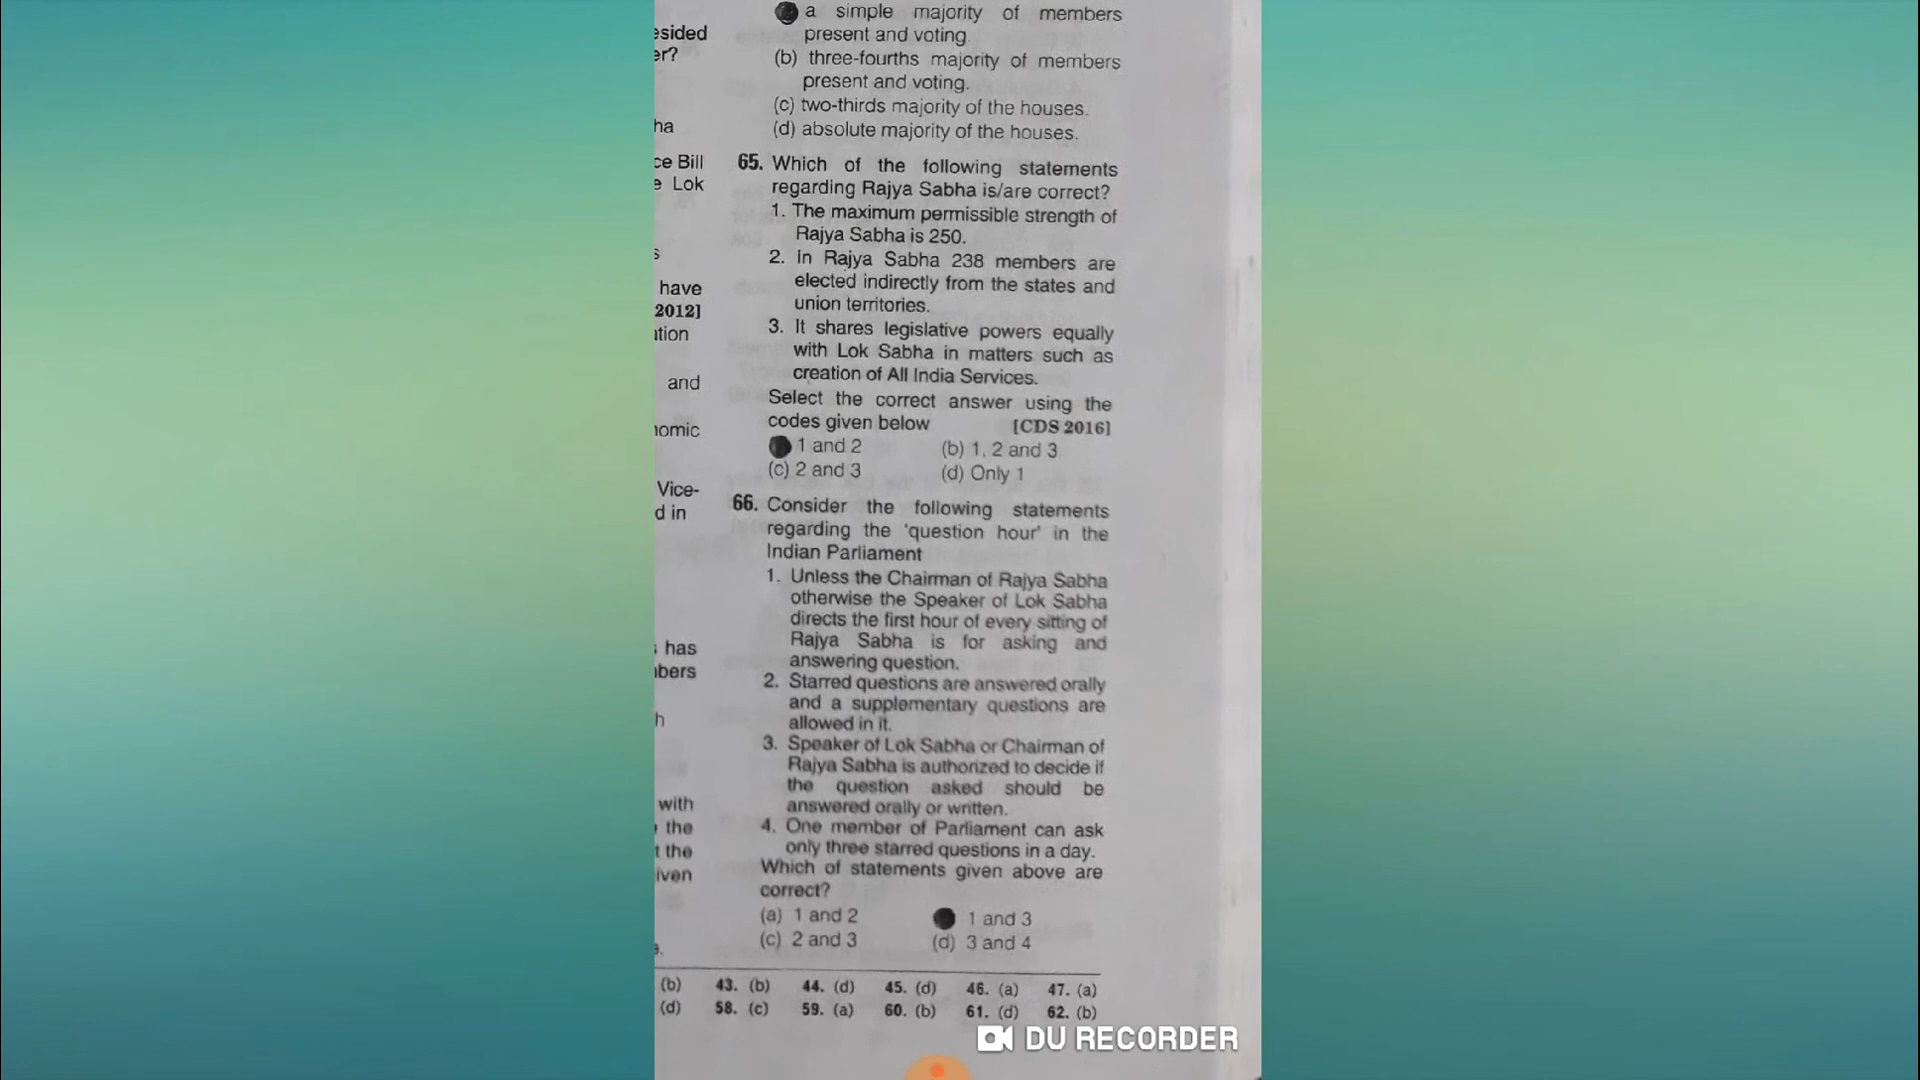 esided
er?
ha
ce Bill
e Lok
s
have
2012]
ation
and
nomic
Vice-
d in
has
bers
h
with
the
t the
iven
a simple majority of members
present and voting.
(b) three-fourths majority of members
present and voting.
(c) two-thirds majority of the houses.
(d) absolute majority of the houses.
65. Which of the following statements
regarding Rajya Sabha is/are correct?
1. The maximum permissible strength of
Rajya Sabha is 250.
2. In Rajya Sabha 238 members are
elected indirectly from the states and
union territories.
3. It shares legislative powers equally
with Lok Sabha in matters such as
creation of All India Services.
Select the correct answer using the
codes given below [CDS 2016]
1 and 2 (b) 1, 2 and 3
(c) 2 and 3 (d) Only 1
66. Consider the following statements
regarding the 'question hour' in the
Indian Parliament
1. Unless the Chairman of Rajya Sabha
otherwise the Speaker of Lok Sabha
directs the first hour of every sitting of
Rajya Sabha is for asking and
answering question.
2. Starred questions are answered orally
and a supplementary questions are
allowed in it.
3. Speaker of Lok Sabha or Chairman of
Rajya Sabha is authorized to decide if
the question asked should be
answered orally or written.
4. One member of Parliament can ask
only three starred questions in a day.
Which of statements given above are
correct?
(a) 1 and 2 1 and 3
(c) 2 and 3 (d) 3 and 4
(b) 43. (b) 44. (d) 45. (d) 46. (a) 47. (a)
(d) 58. (c) 59. (a) 60. (b) 61. (d) 62. (b)
DU RECORDER